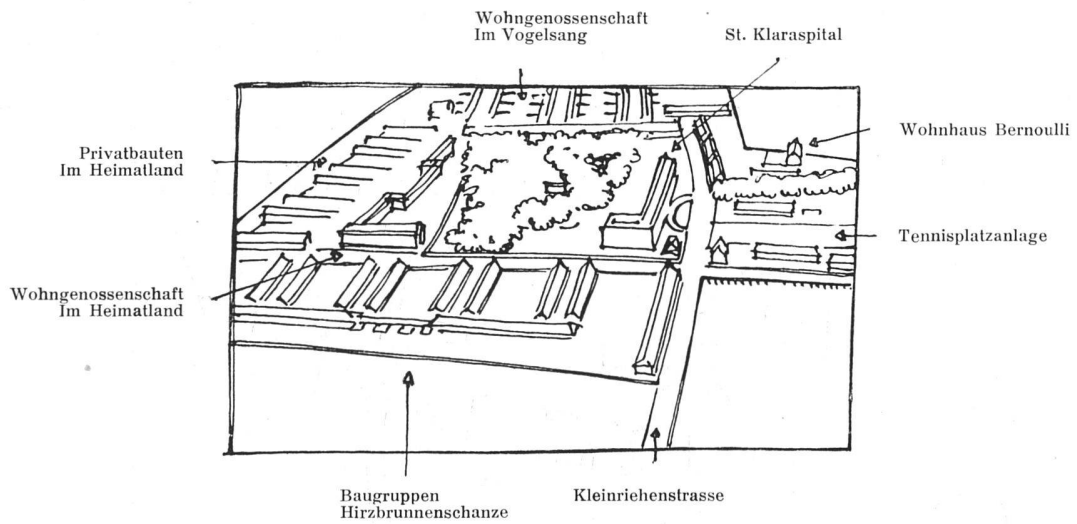 Wohngenossenschaft
Im Vogelsang
St. Klaraspital
Wohnhaus Bernoulli
Privatbauten
Im Heimatland
Tennisplatzanlage
Wohngenossenschaft
Im Heimatland
Baugruppen
Hirzbrunnenschanze
Kleinriehenstrasse